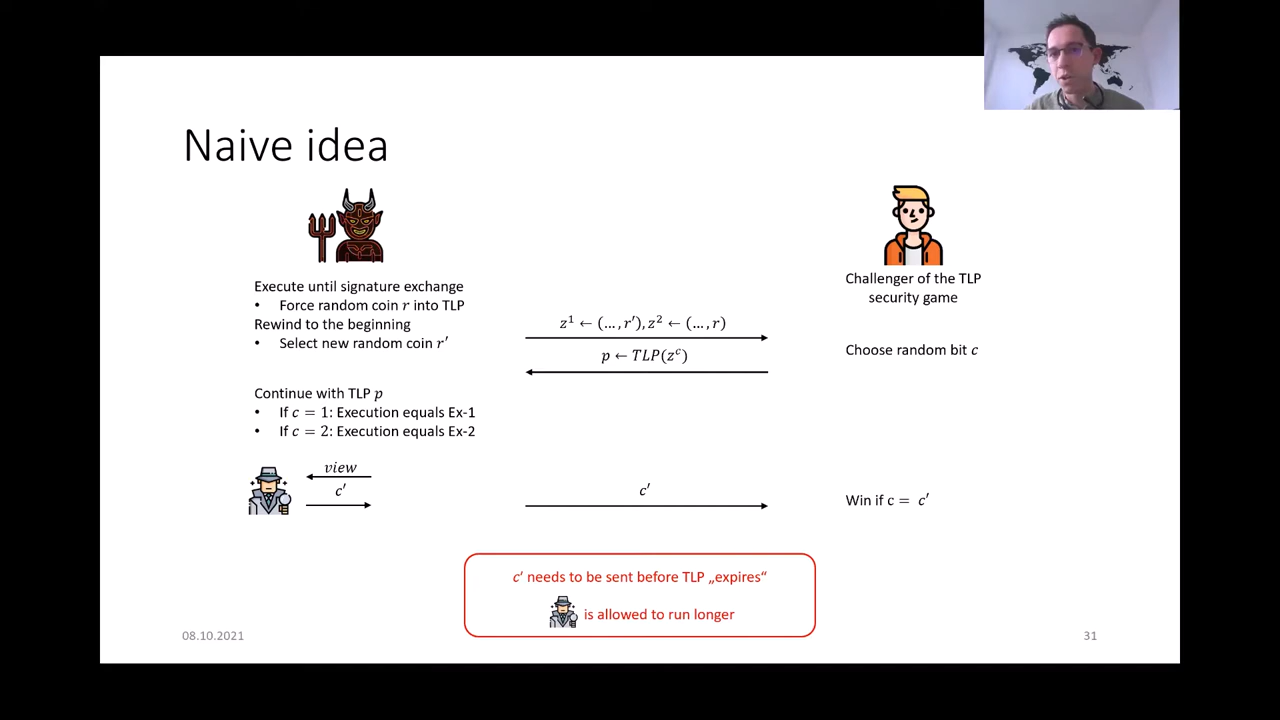 Naive idea
Execute until signature exchange
• Force random coin r into TLP
Rewind to the beginning
• Select new random coin r′
z¹ ← (…, r′), z² ← (…, r)
p ← TLP(zᶜ)
Challenger of the TLP
security game
Choose random bit c
Continue with TLP p
• If c = 1: Execution equals Ex-1
• If c = 2: Execution equals Ex-2
view
c′
c′
Win if c = c′
c′ needs to be sent before TLP „expires“
is allowed to run longer
08.10.2021
31